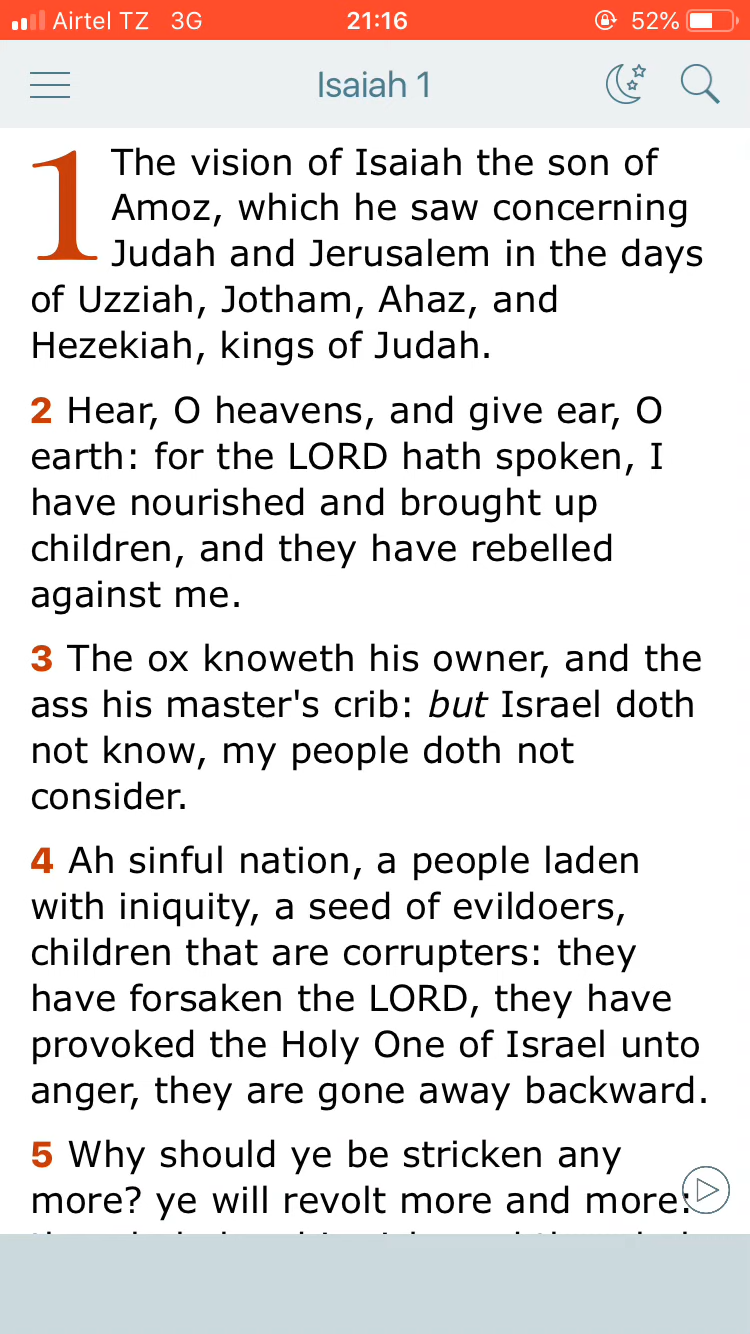 Airtel TZ 3G 21:16 52%
Isaiah 1
1 The vision of Isaiah the son of
Amoz, which he saw concerning
Judah and Jerusalem in the days
of Uzziah, Jotham, Ahaz, and
Hezekiah, kings of Judah.
2 Hear, O heavens, and give ear, O
earth: for the LORD hath spoken, I
have nourished and brought up
children, and they have rebelled
against me.
3 The ox knoweth his owner, and the
ass his master's crib: but Israel doth
not know, my people doth not
consider.
4 Ah sinful nation, a people laden
with iniquity, a seed of evildoers,
children that are corrupters: they
have forsaken the LORD, they have
provoked the Holy One of Israel unto
anger, they are gone away backward.
5 Why should ye be stricken any
more? ye will revolt more and more: